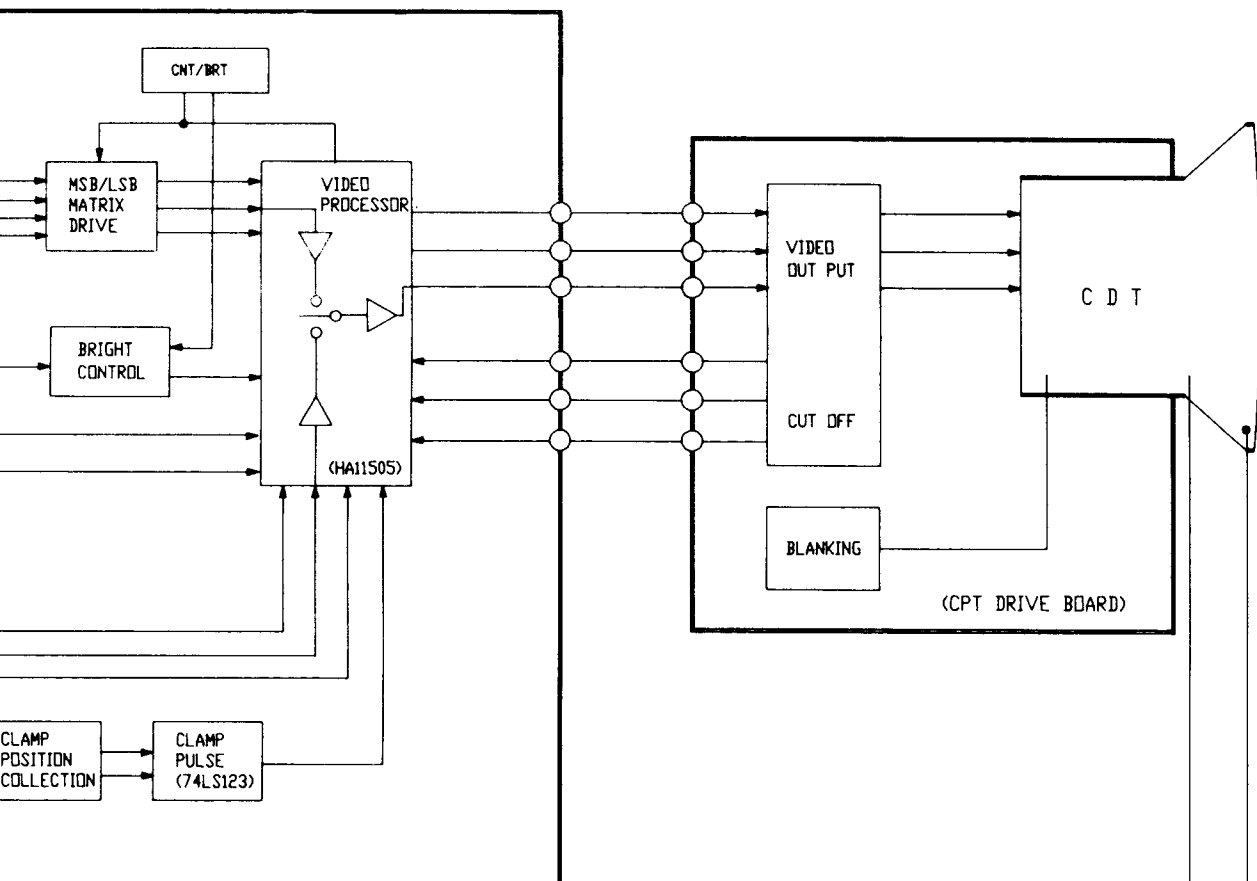 CNT/BRT
MSB/LSB
MATRIX
DRIVE
VIDEO
PROCESSOR
BRIGHT
CONTROL
(HA11505)
VIDEO
OUT PUT
CUT OFF
C D T
BLANKING
(CPT DRIVE BOARD)
CLAMP
POSITION
COLLECTION
CLAMP
PULSE
(74LS123)